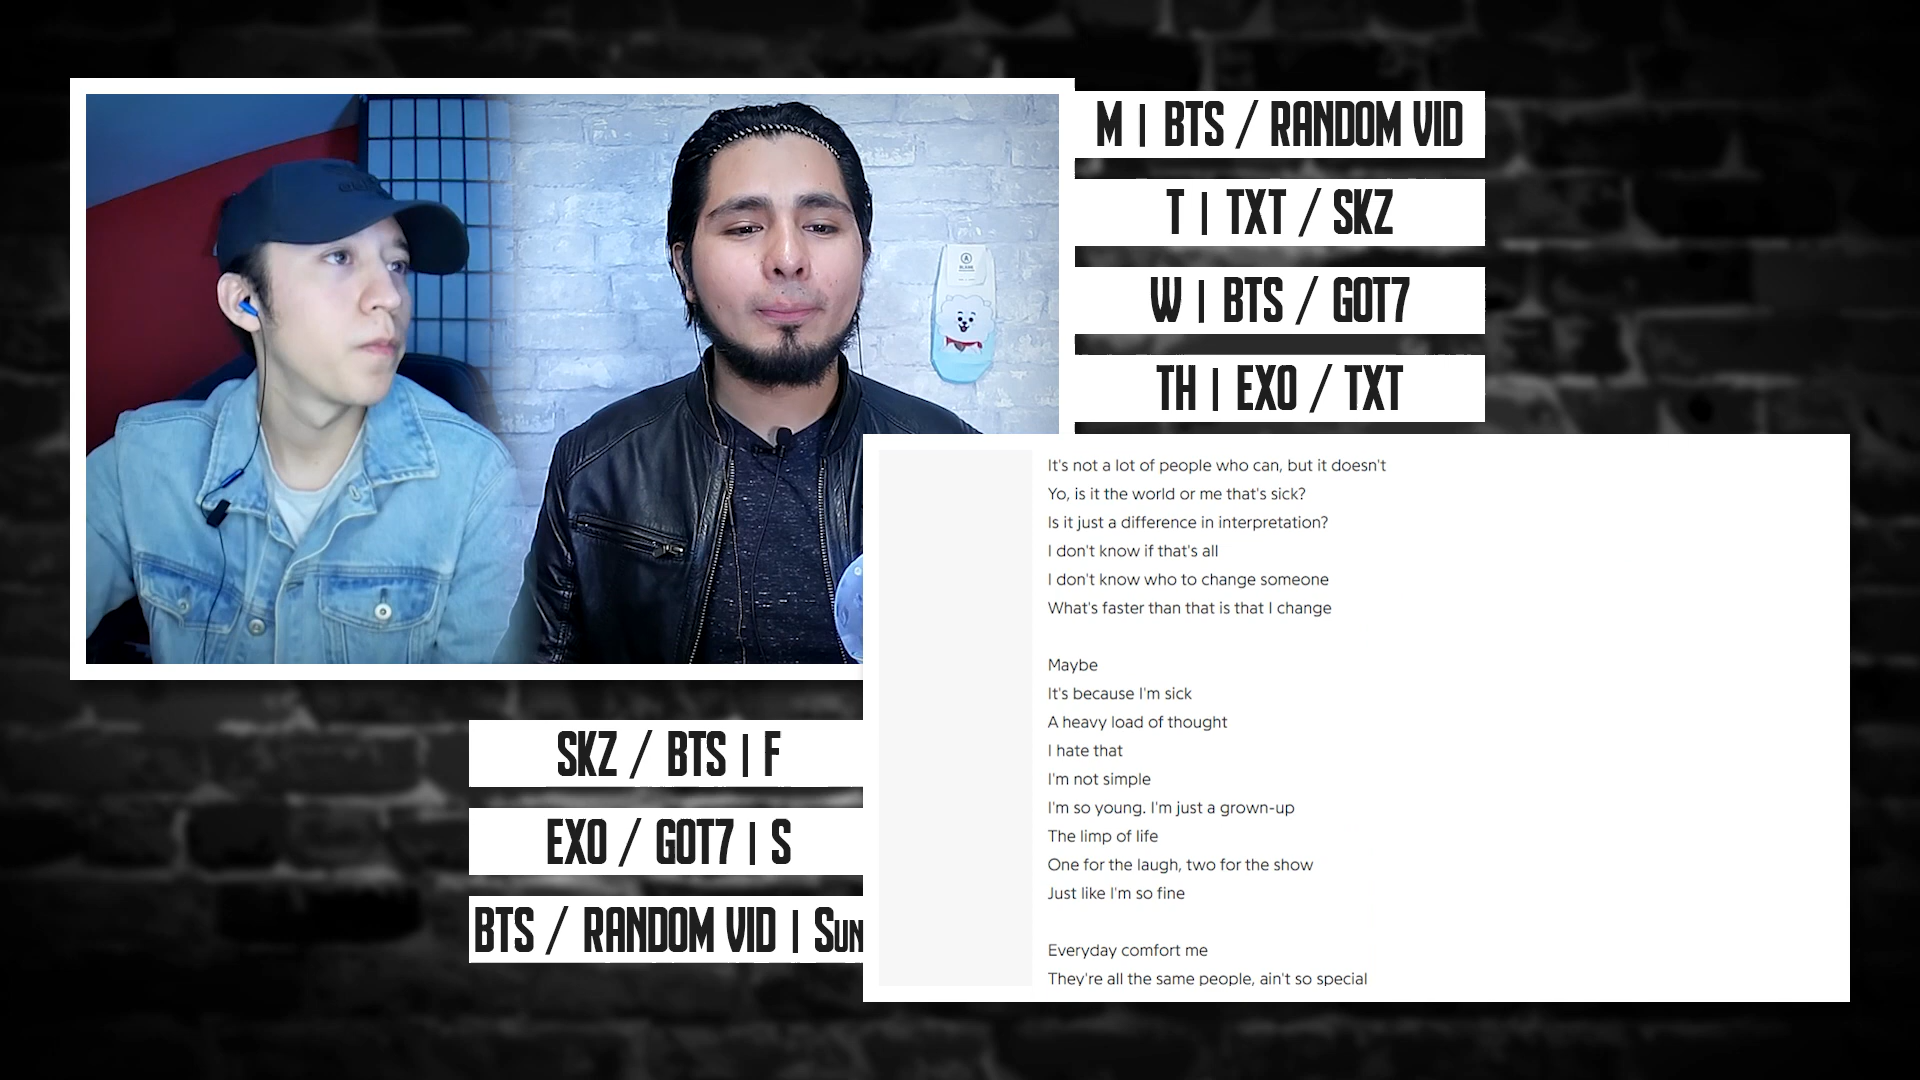 M | BTS / RANDOM VID
T | TXT / SKZ
W | BTS / GOT7
TH | EXO / TXT
It's not a lot of people who can, but it doesn't
Yo, is it the world or me that's sick?
Is it just a difference in interpretation?
I don't know if that's all
I don't know who to change someone
What's faster than that is that I change
Maybe
It's because I'm sick
A heavy load of thought
I hate that
I'm not simple
I'm so young. I'm just a grown-up
The limp of life
One for the laugh, two for the show
Just like I'm so fine
Everyday comfort me
They're all the same people, ain't so special
SKZ / BTS | F
EXO / GOT7 | S
BTS / RANDOM VID | SUN